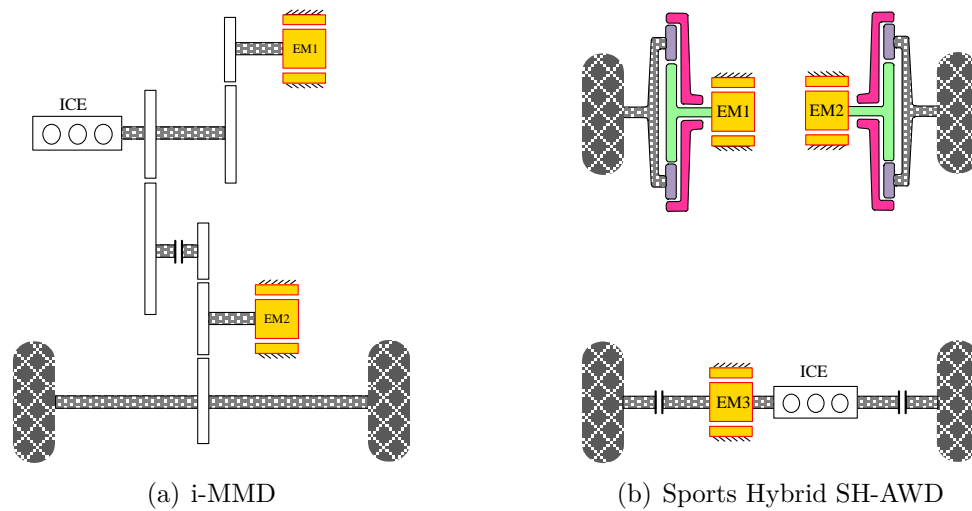 EM1
ICE
EM2
(a) i-MMD
EM1
EM2
ICE
EM3
(b) Sports Hybrid SH-AWD